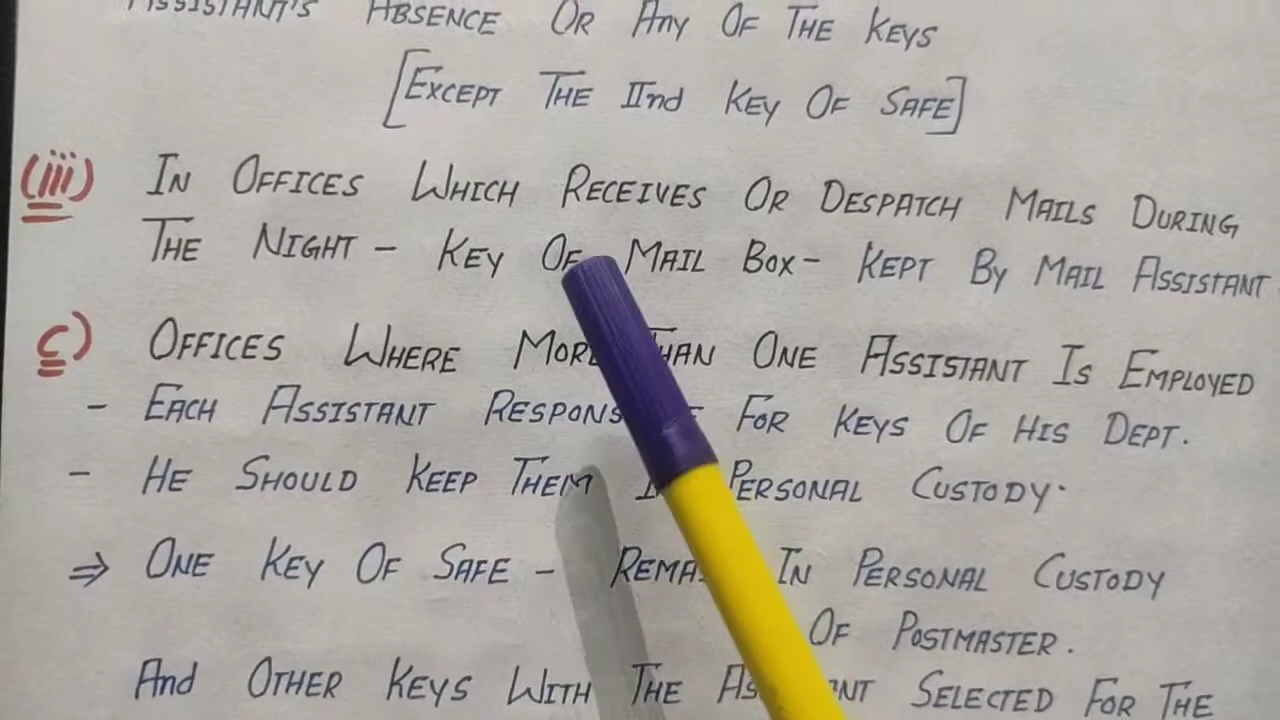 ASSISTANT'S ABSENCE OR Any OF THE KEYS
[EXCEPT THE IInd KEY OF SAFE]
(iii) IN OFFICES WHICH RECEIVES OR DESPATCH MAILS DURING
THE NIGHT - KEY OF MAIL BOX - KEPT By MAIL ASSISTANT
c) OFFICES WHERE MORE THAN ONE ASSISTANT IS EMPLOYED
- EACH ASSISTANT FOR KEYS OF HIS DEPT.
- HE SHOULD KEEP THEM PERSONAL CUSTODY.
⇒ ONE KEY OF SAFE - IN PERSONAL CUSTODY
OF POSTMASTER.
And OTHER KEYS WITH THE SELECTED FOR THE